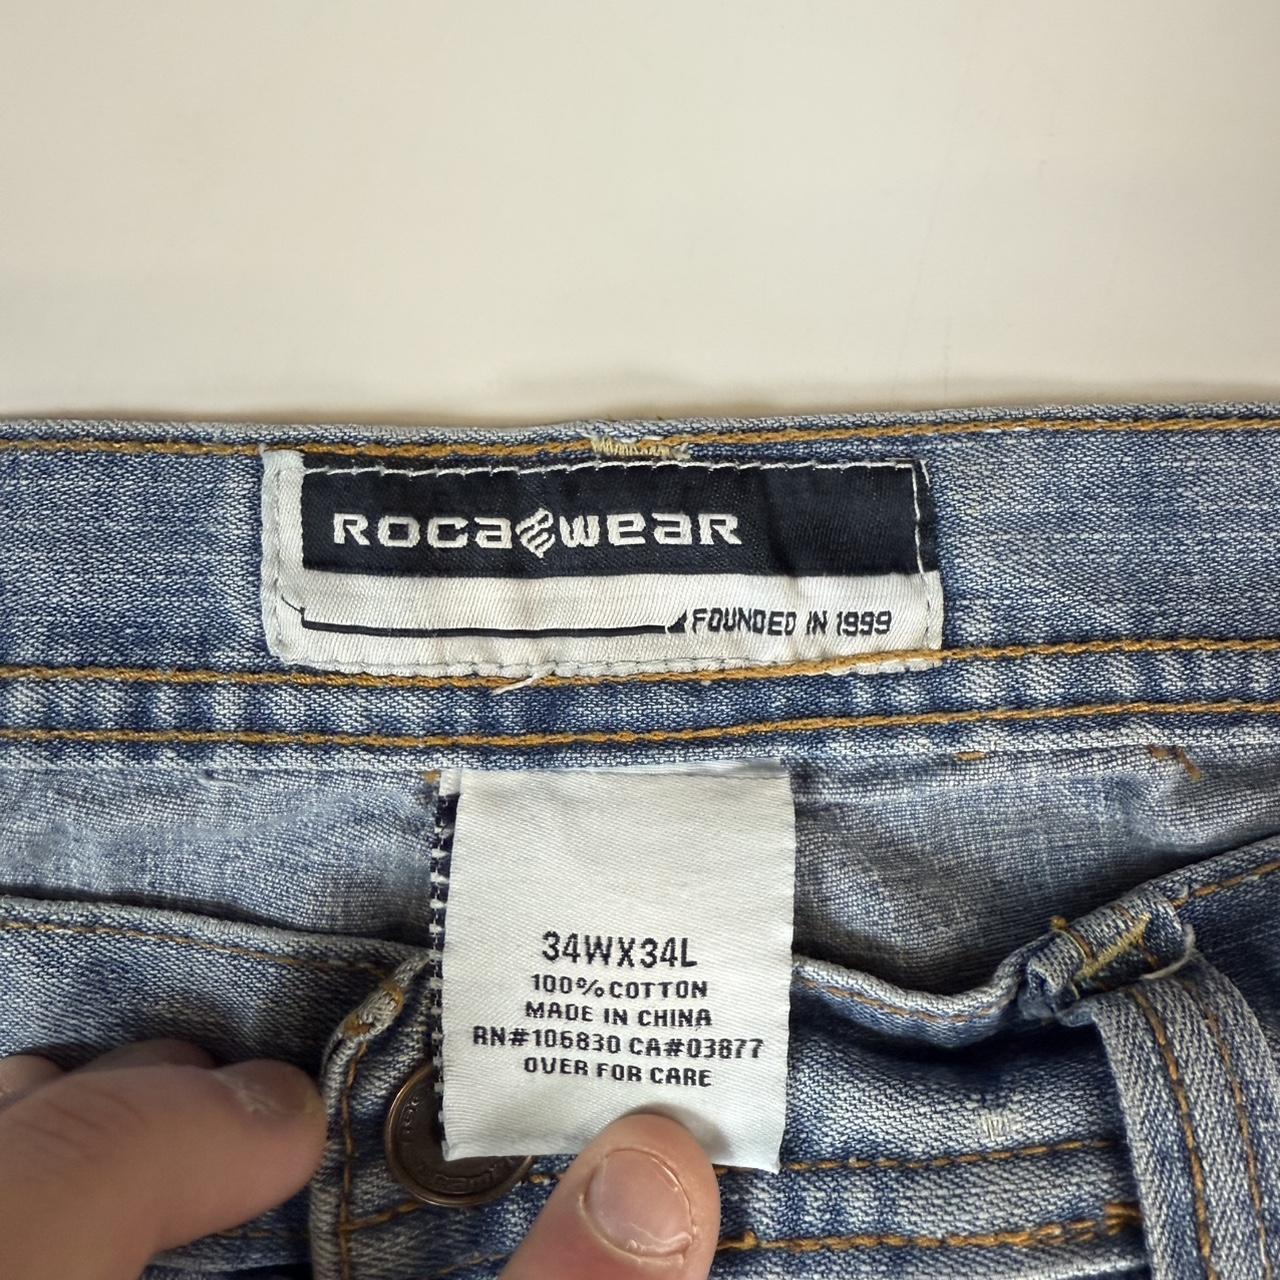 ROCAWEAR
FOUNDED IN 1999
34WX34L
100% COTTON
MADE IN CHINA
RN#106830 CA#03877
OVER FOR CARE